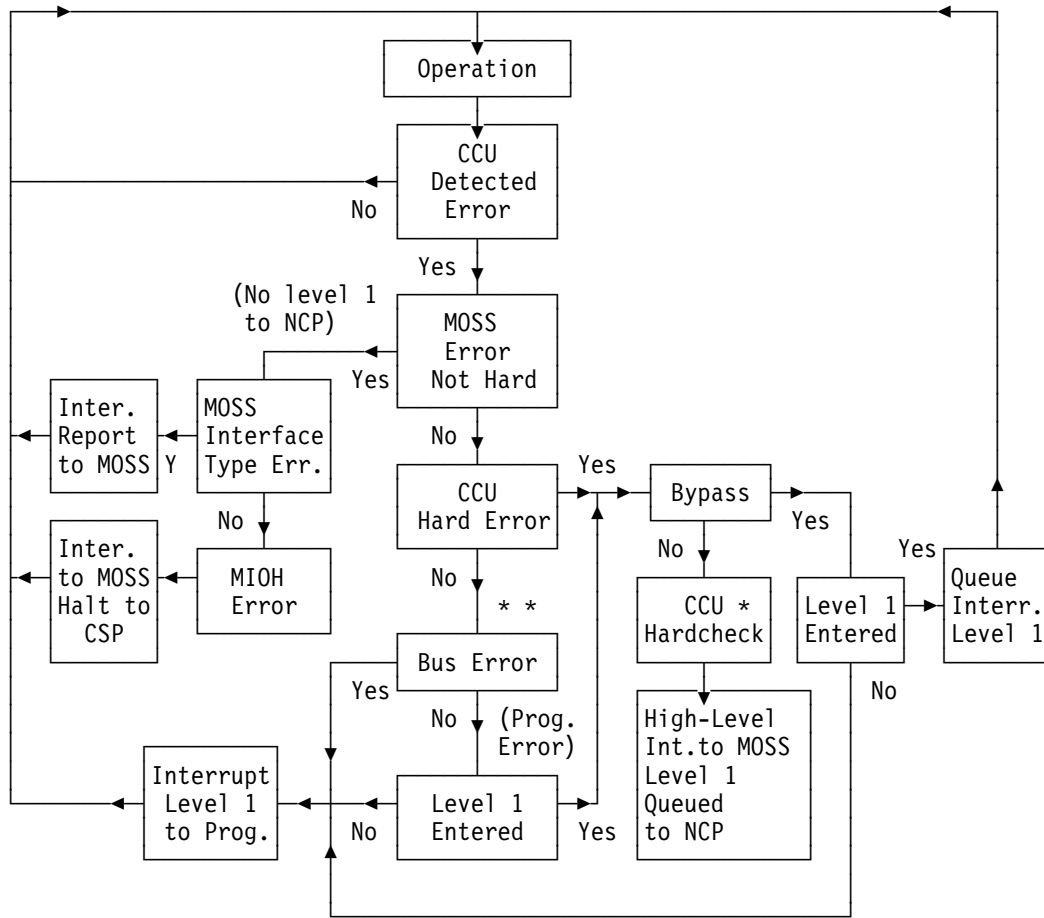 Operation
CCU
Detected
Error
No
Yes
(No level 1
to NCP)
MOSS
Error
Not Hard
Yes
No
Inter.
Report
to MOSS
Y
MOSS
Interface
Type Err.
No
CCU
Hard Error
Yes
No
Bypass
Yes
No
Inter.
to MOSS
Halt to
CSP
MIOH
Error
* *
CCU *
Hardcheck
Level 1
Entered
Yes
No
Queue
Interr.
Level 1
Bus Error
Yes
No
(Prog.
Error)
High-Level
Int.to MOSS
Level 1
Queued
to NCP
Interrupt
Level 1
to Prog.
No
Level 1
Entered
Yes